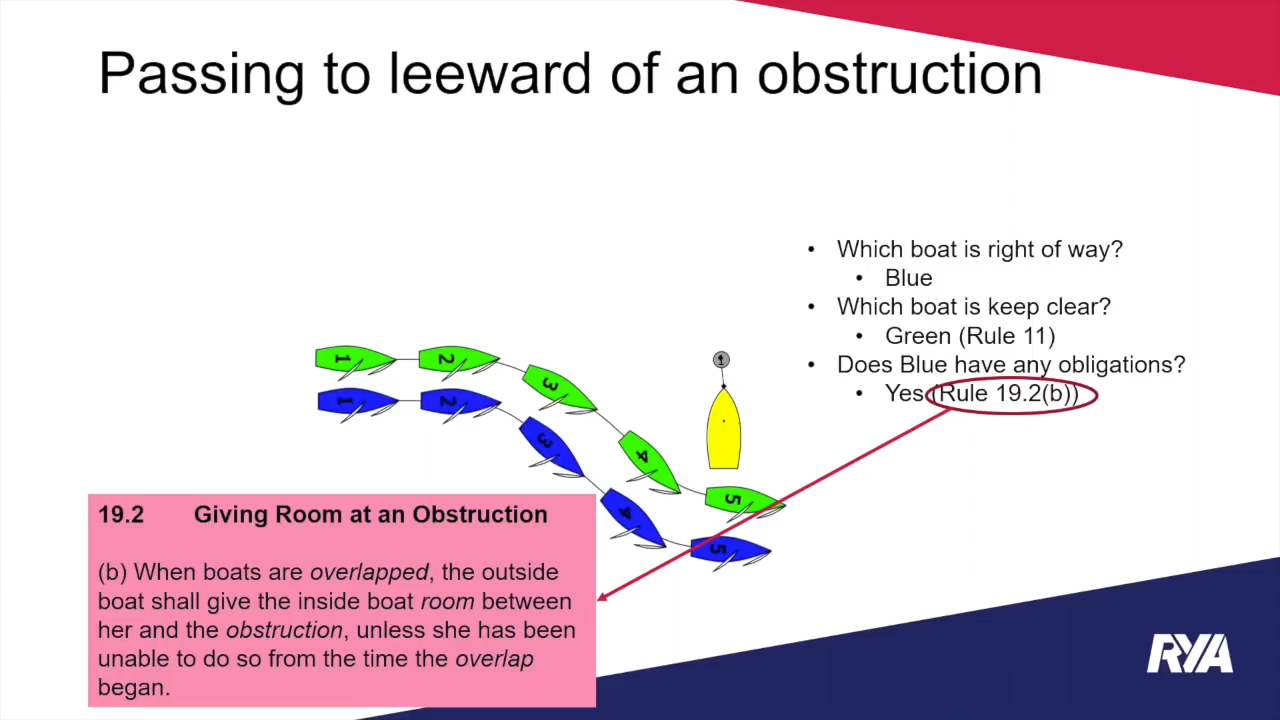 Passing to leeward of an obstruction
• Which boat is right of way?
• Blue
• Which boat is keep clear?
• Green (Rule 11)
• Does Blue have any obligations?
• Yes (Rule 19.2(b))
1
2
3
4
5
1
2
3
4
5
1
19.2 Giving Room at an Obstruction
(b) When boats are overlapped, the outside
boat shall give the inside boat room between
her and the obstruction, unless she has been
unable to do so from the time the overlap
began.
RYA